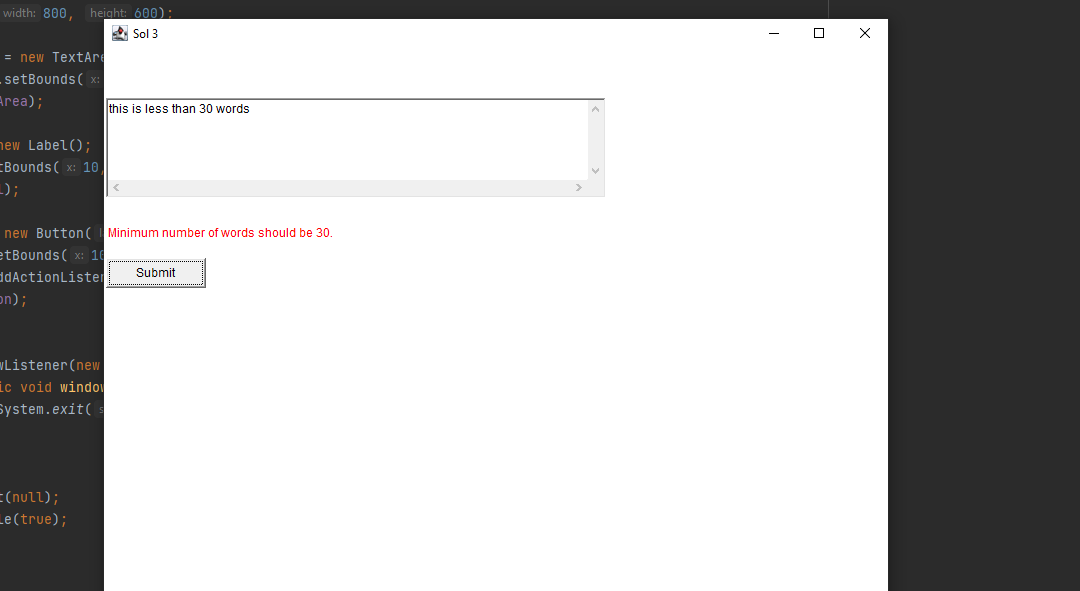 width: 800, height: 600);
Sol 3
= new TextAre
.setBounds( x:
Area);
this is less than 30 words
new Label();
tBounds( x: 10,
);
Minimum number of words should be 30.
new Button(
etBounds( x: 10
Submit
ddActionListen
on);
wListener(new
ic void window
System.exit( s
t(null);
le(true);